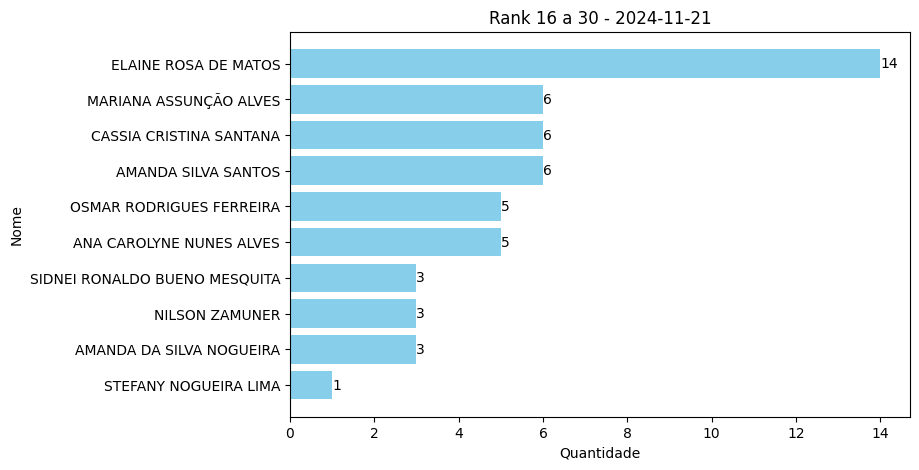 Rank 16 a 30 - 2024-11-21
Nome
ELAINE ROSA DE MATOS 14
MARIANA ASSUNÇÃO ALVES 6
CASSIA CRISTINA SANTANA 6
AMANDA SILVA SANTOS 6
OSMAR RODRIGUES FERREIRA 5
ANA CAROLYNE NUNES ALVES 5
SIDNEI RONALDO BUENO MESQUITA 3
NILSON ZAMUNER 3
AMANDA DA SILVA NOGUEIRA 3
STEFANY NOGUEIRA LIMA 1
0 2 4 6 8 10 12 14
Quantidade